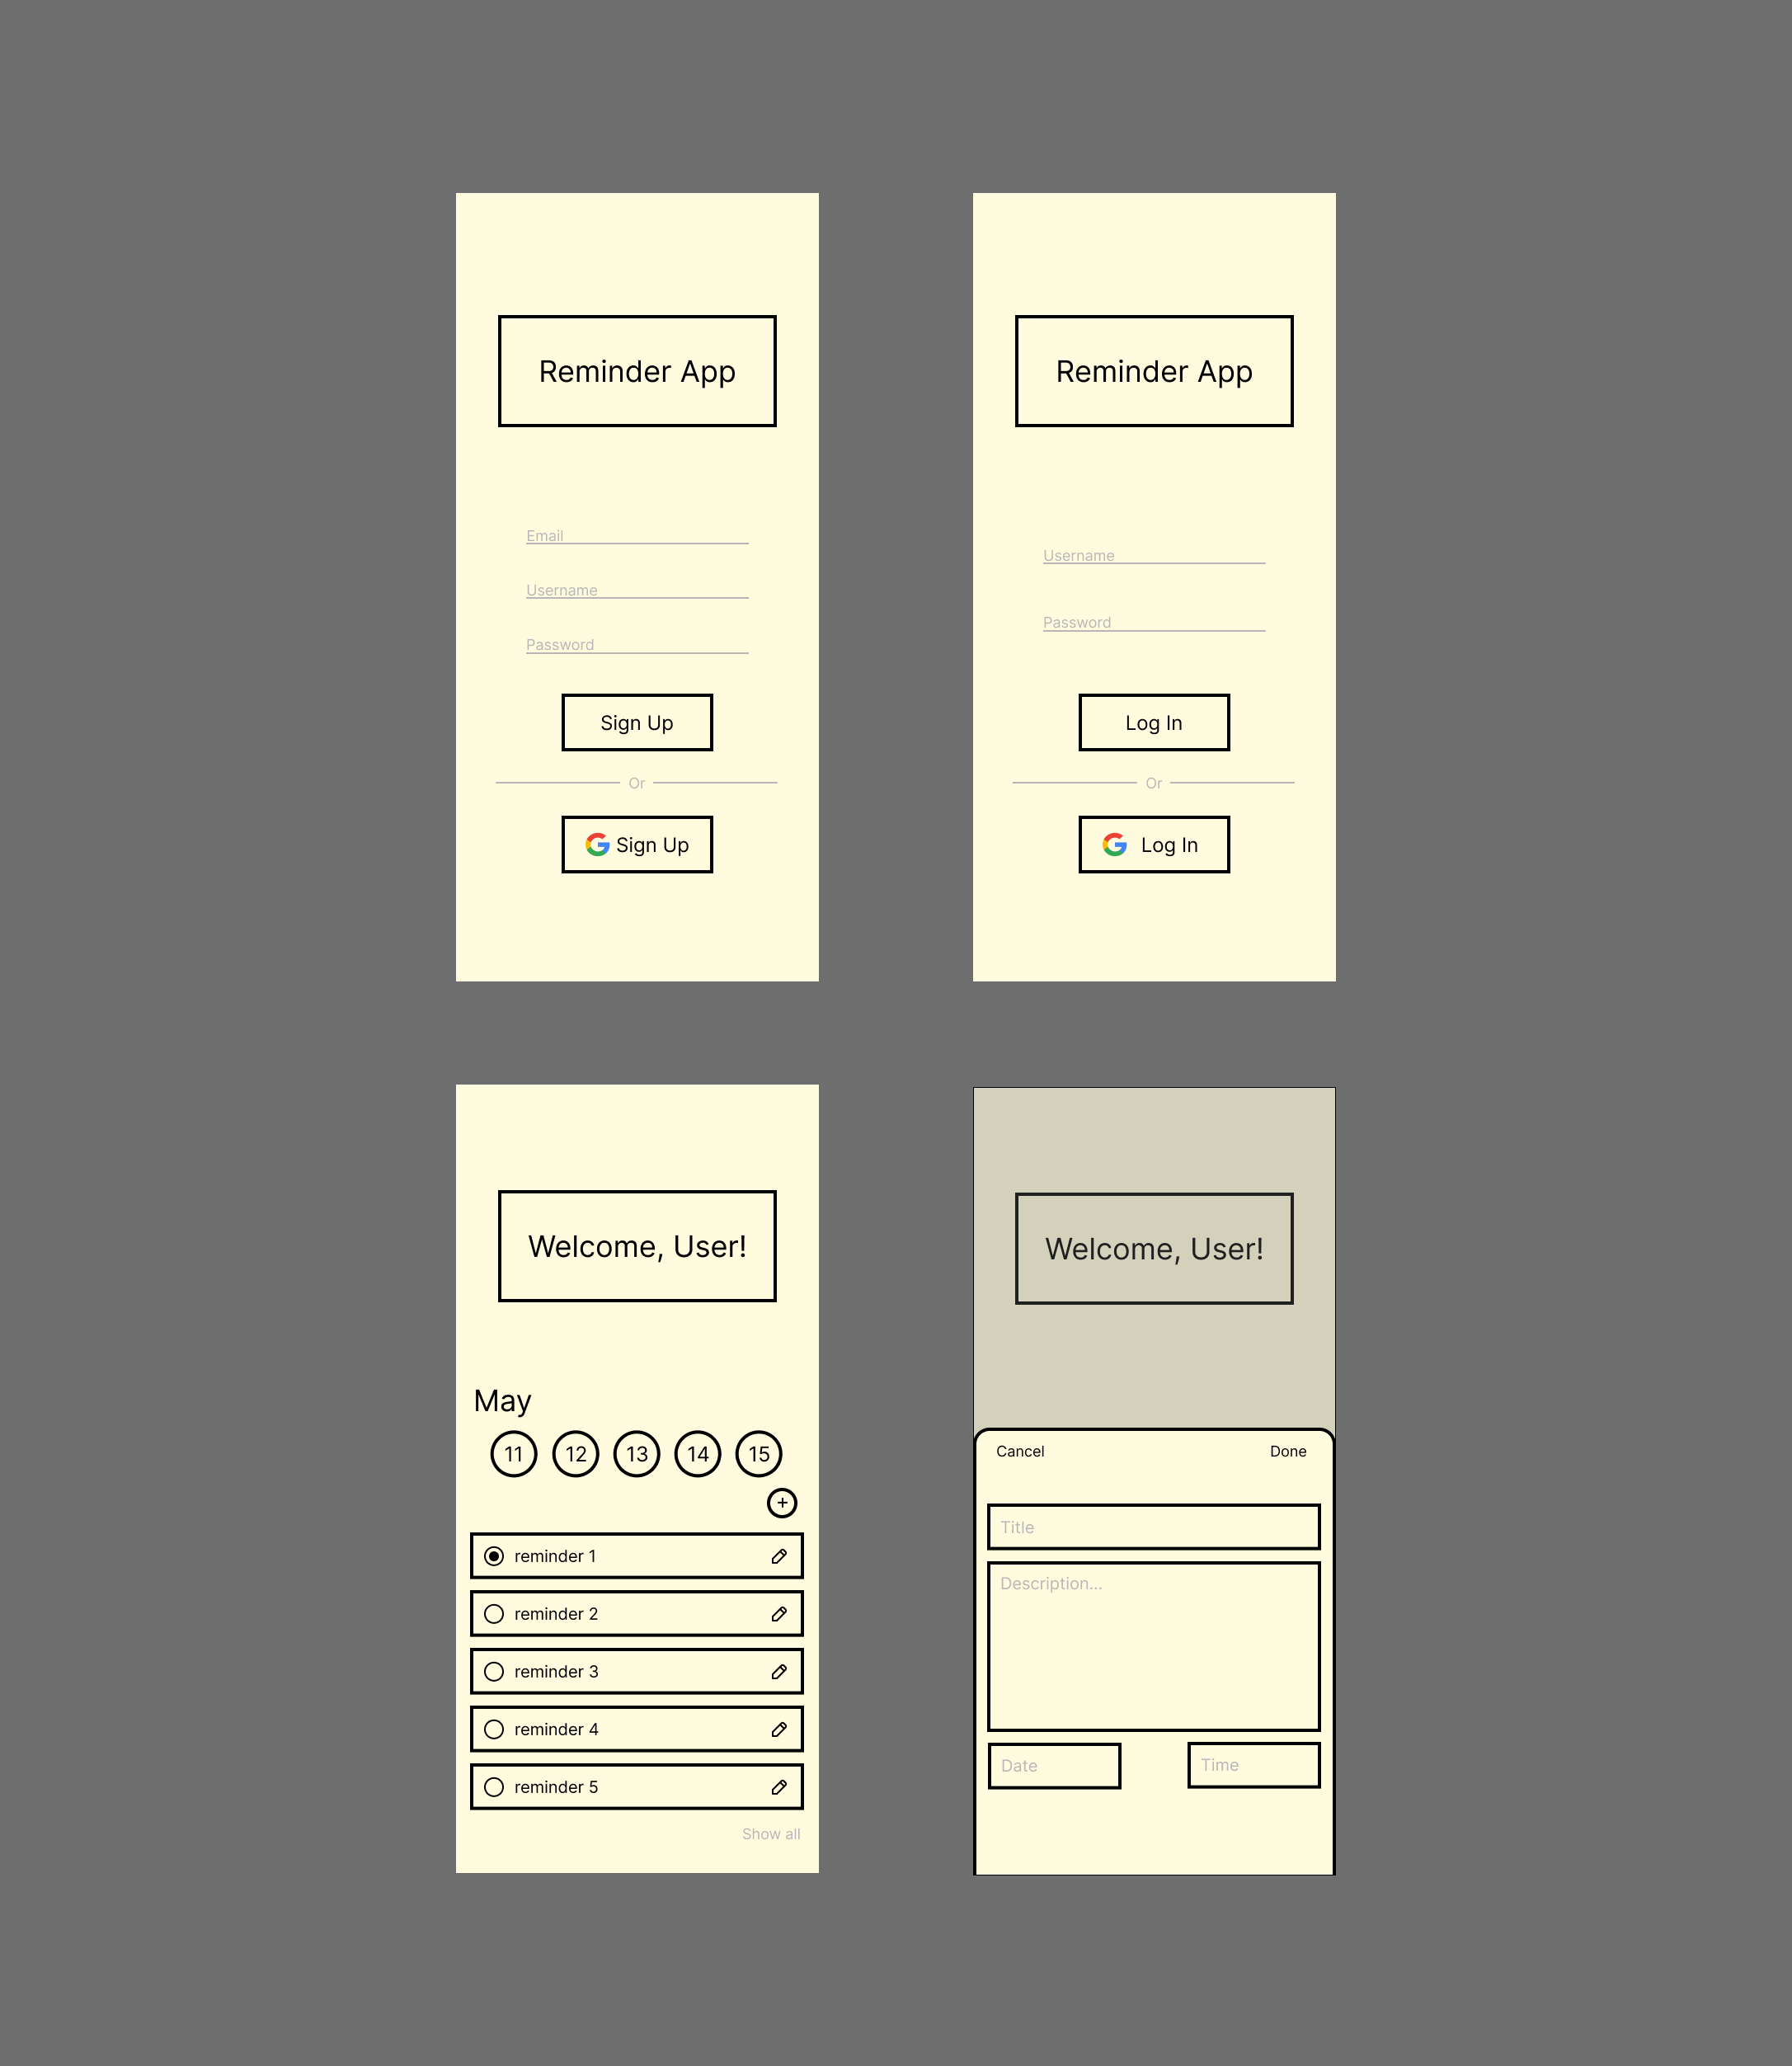 Reminder App
Email
Username
Password
Sign Up
Or
Sign Up
Reminder App
Username
Password
Log In
Or
Log In
Welcome, User!
May
11 12 13 14 15
+
reminder 1
reminder 2
reminder 3
reminder 4
reminder 5
Show all
Welcome, User!
Cancel Done
Title
Description...
Date Time